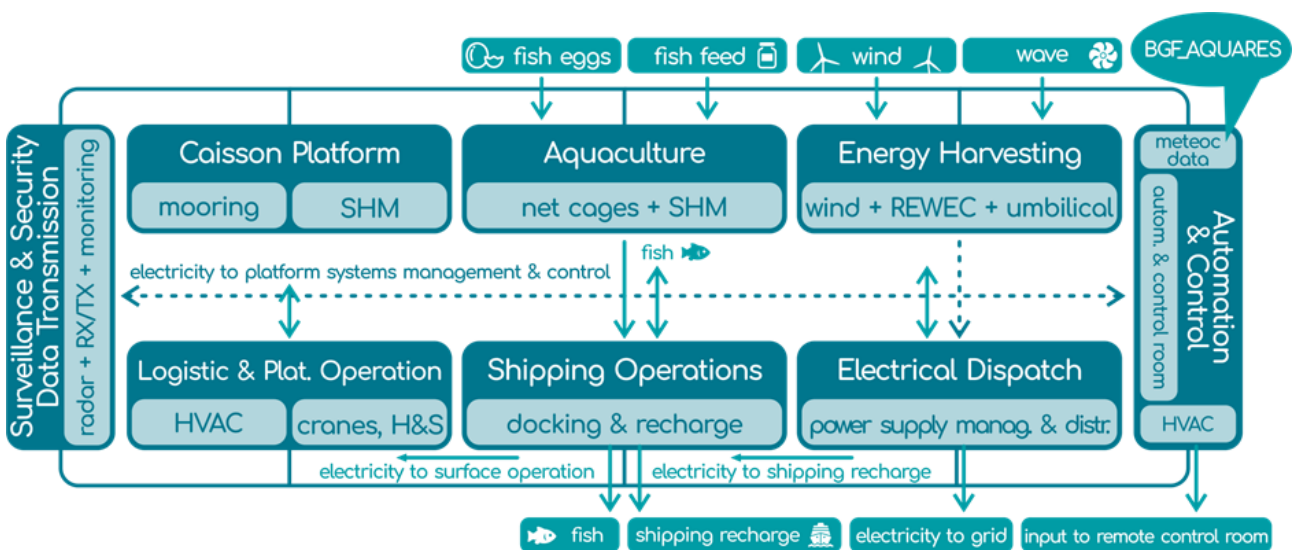 fish eggs
fish feed
wind
wave
BGF_AQUARES
Surveillance & Security
Data Transmission
radar + RX/TX + monitoring
Caisson Platform
mooring
SHM
Aquaculture
net cages + SHM
Energy Harvesting
wind + REWEC + umbilical
meteoc
data
autom. & control room
Automation
& Control
HVAC
fish
electricity to platform systems management & control
Logistic & Plat. Operation
HVAC
cranes, H&S
Shipping Operations
docking & recharge
Electrical Dispatch
power supply manag. & distr.
electricity to surface operation
electricity to shipping recharge
fish
shipping recharge
electricity to grid
input to remote control room